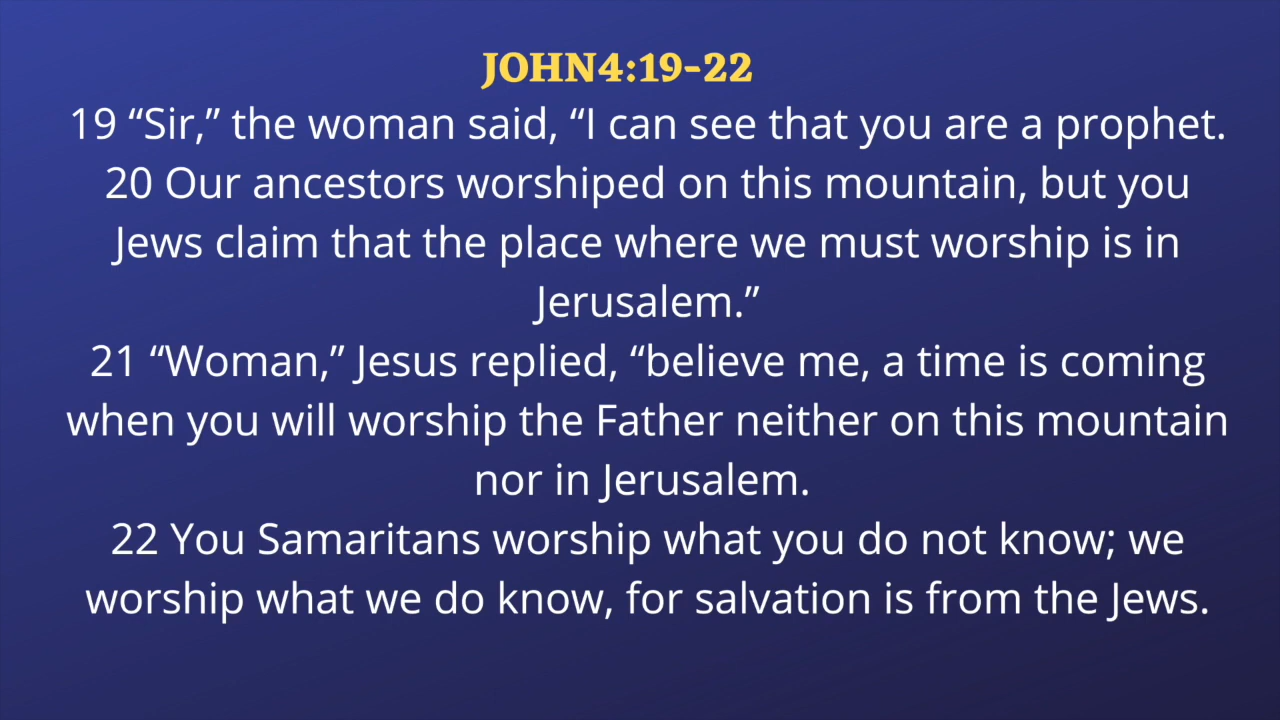 JOHN4:19-22
19 “Sir,” the woman said, “I can see that you are a prophet.
20 Our ancestors worshiped on this mountain, but you
Jews claim that the place where we must worship is in
Jerusalem.”
21 “Woman,” Jesus replied, “believe me, a time is coming
when you will worship the Father neither on this mountain
nor in Jerusalem.
22 You Samaritans worship what you do not know; we
worship what we do know, for salvation is from the Jews.